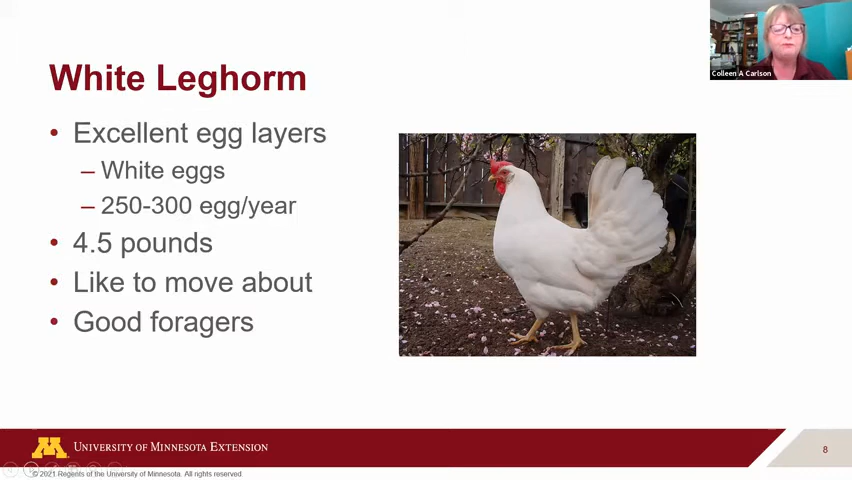 Colleen A Carlson
White Leghorm
• Excellent egg layers
– White eggs
– 250-300 egg/year
• 4.5 pounds
• Like to move about
• Good foragers
UNIVERSITY OF MINNESOTA EXTENSION
8
© 2021 Regents of the University of Minnesota. All rights reserved.